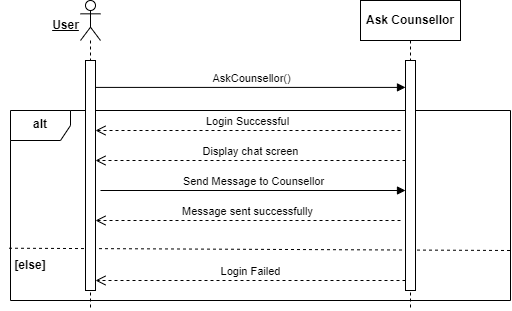 User
Ask Counsellor
AskCounsellor()
alt
Login Successful
Display chat screen
Send Message to Counsellor
Message sent successfully
[else]
Login Failed